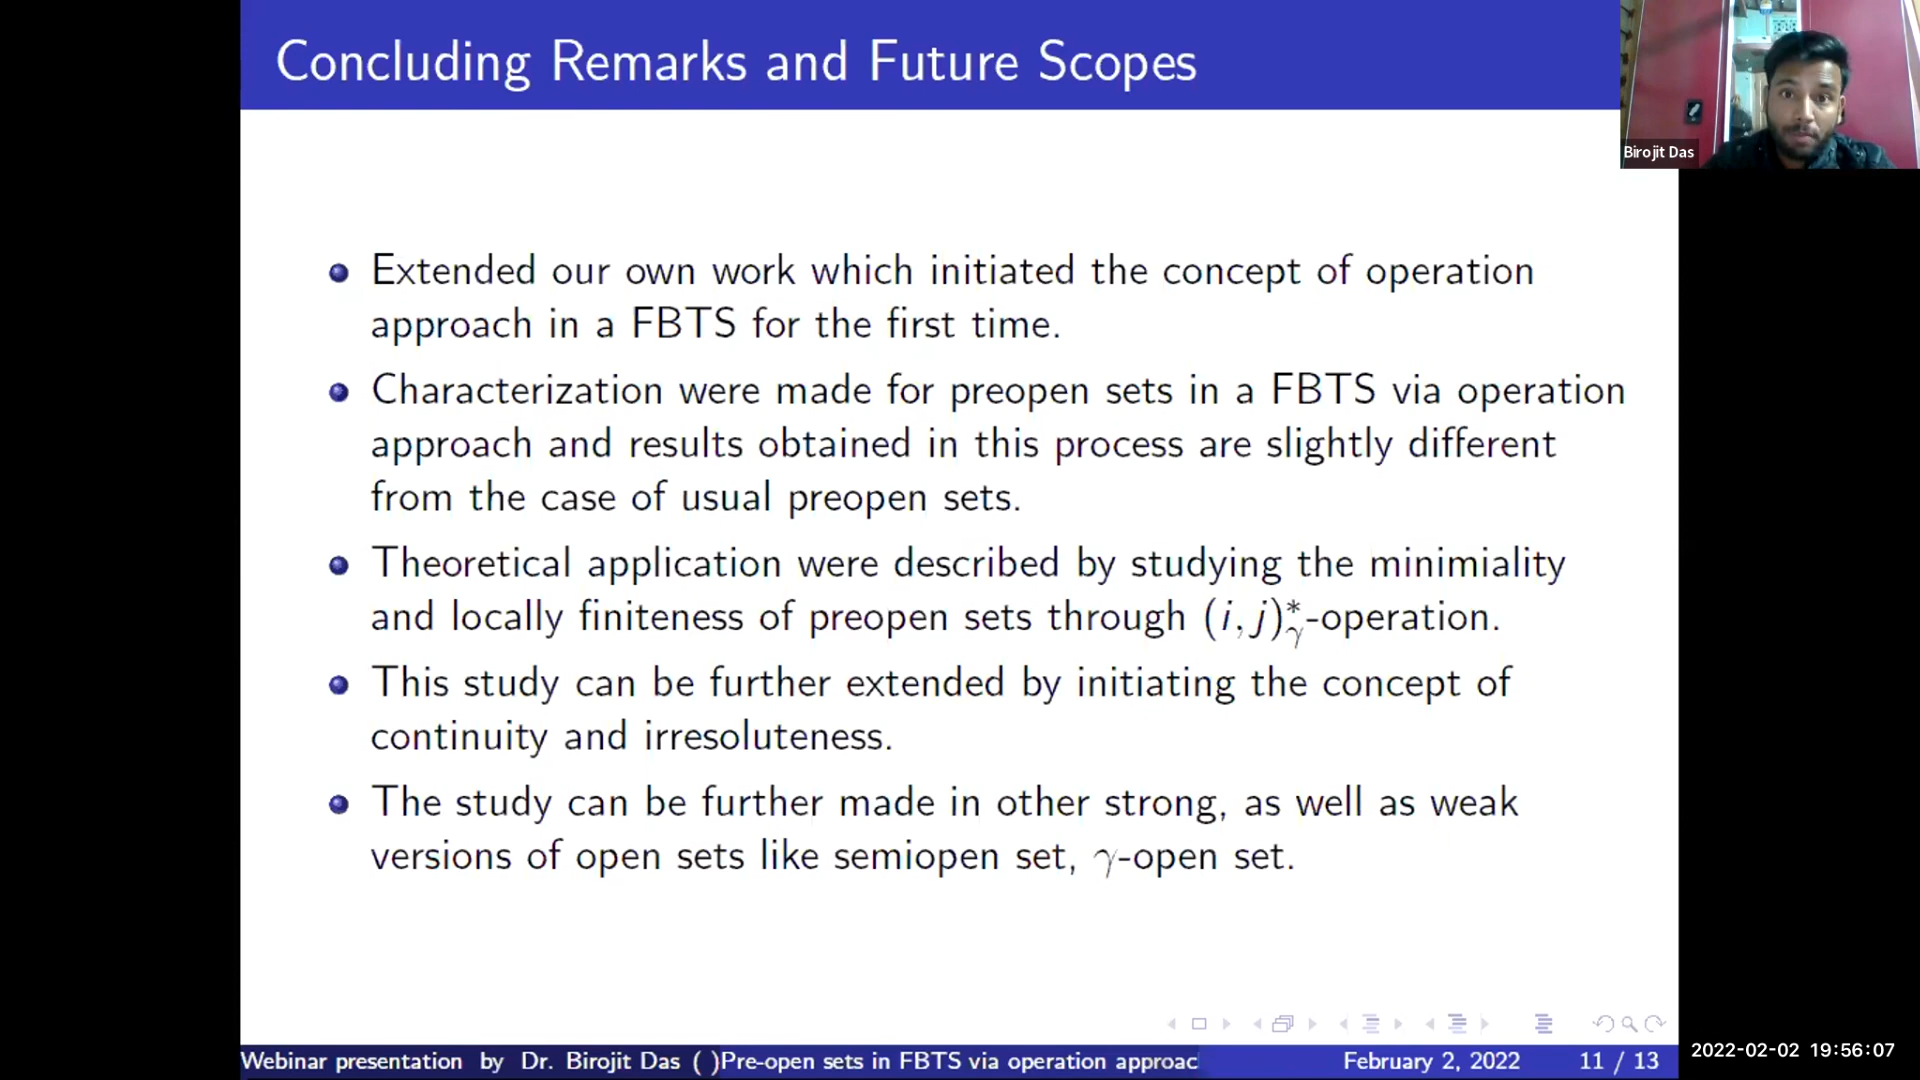 Concluding Remarks and Future Scopes
Birojit Das
Extended our own work which initiated the concept of operation
approach in a FBTS for the first time.
Characterization were made for preopen sets in a FBTS via operation
approach and results obtained in this process are slightly different
from the case of usual preopen sets.
Theoretical application were described by studying the minimiality
and locally finiteness of preopen sets through (i, j)*γ-operation.
This study can be further extended by initiating the concept of
continuity and irresoluteness.
The study can be further made in other strong, as well as weak
versions of open sets like semiopen set, γ-open set.
Webinar presentation by Dr. Birojit Das ( )Pre-open sets in FBTS via operation approac February 2, 2022 11 / 13
2022-02-02 19:56:07